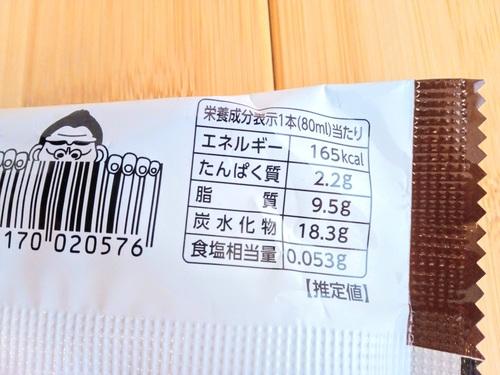 栄養成分表示1本(80ml)当たり
エネルギー 165kcal
たんぱく質 2.2g
脂質 9.5g
炭水化物 18.3g
食塩相当量 0.053g
【推定値】
170 020576